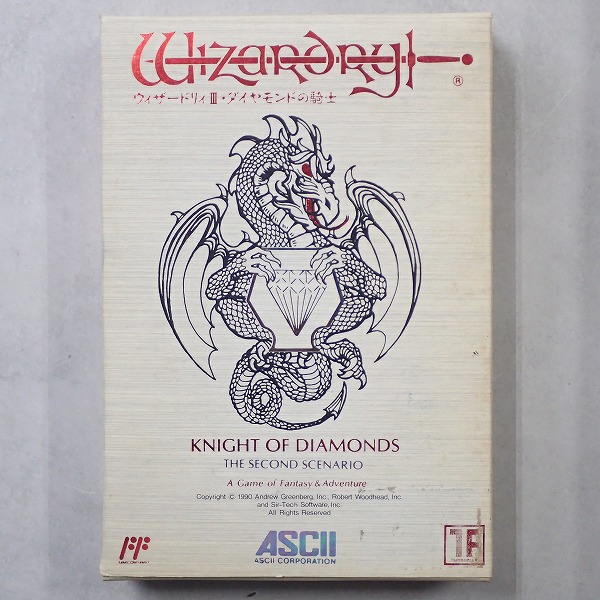 Wizardry
®
ウィザードリィⅢ・ダイヤモンドの騎士
KNIGHT OF DIAMONDS
THE SECOND SCENARIO
A Game of Fantasy & Adventure
Copyright © 1990 Andrew Greenberg, Inc., Robert Woodhead, Inc.
and Sir-Tech Software, Inc.
All Rights Reserved
ASCII
ASCII CORPORATION